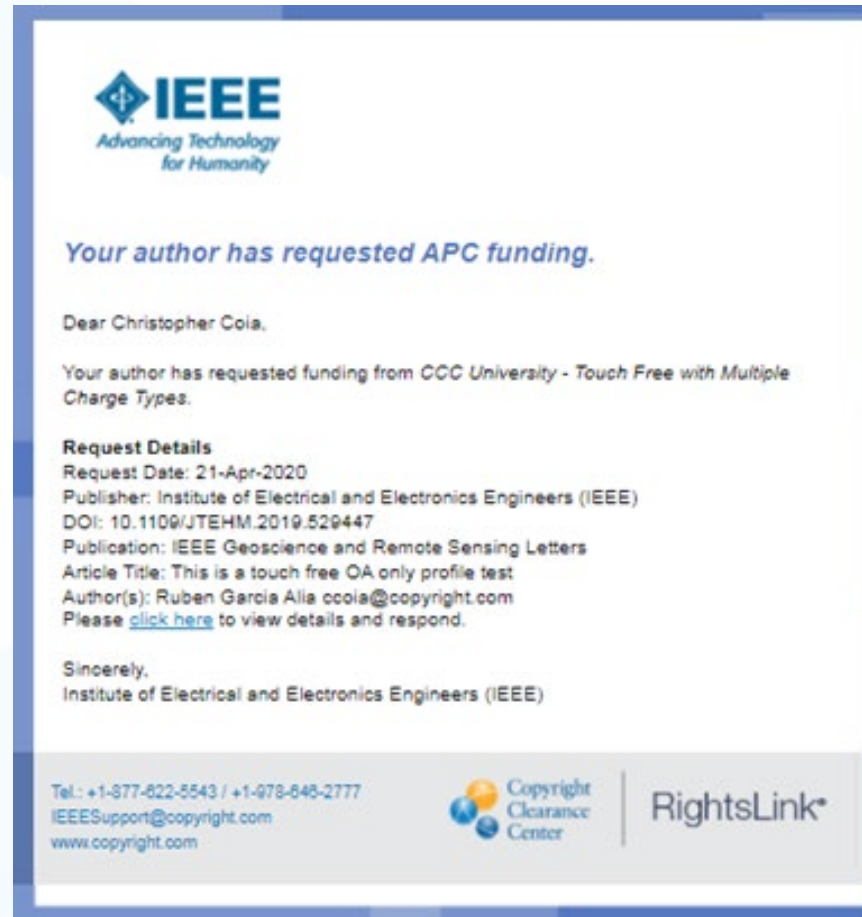 IEEE
Advancing Technology
for Humanity
Your author has requested APC funding.
Dear Christopher Coia,
Your author has requested funding from CCC University - Touch Free with Multiple
Charge Types.
Request Details
Request Date: 21-Apr-2020
Publisher: Institute of Electrical and Electronics Engineers (IEEE)
DOI: 10.1109/JTEHM.2019.529447
Publication: IEEE Geoscience and Remote Sensing Letters
Article Title: This is a touch free OA only profile test
Author(s): Ruben Garcia Alia ccoia@copyright.com
Please click here to view details and respond.
Sincerely,
Institute of Electrical and Electronics Engineers (IEEE)
Tel.: +1-877-622-5543 / +1-978-646-2777
IEEESupport@copyright.com
www.copyright.com
Copyright
Clearance
Center
RightsLink®